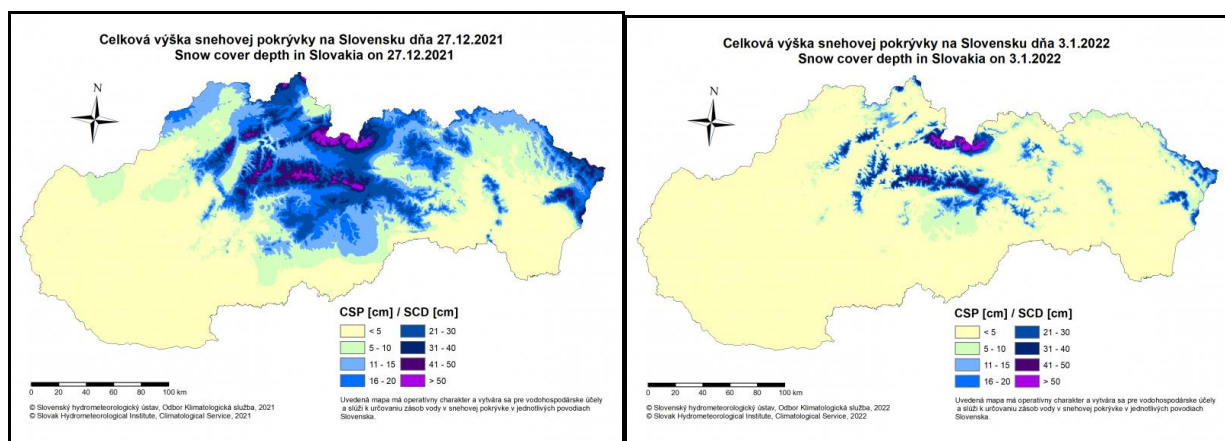 Celková výška snehovej pokrývky na Slovensku dňa 27.12.2021
Snow cover depth in Slovakia on 27.12.2021
N
CSP [cm] / SCD [cm]
< 5
21 - 30
5 - 10
31 - 40
11 - 15
41 - 50
16 - 20
> 50
0 20 40 60 80 100 km
Uvedená mapa má operatívny charakter a vytvára sa pre vodohospodárske účely
a slúži k určovaniu zásob vody v snehovej pokrývke v jednotlivých povodiach
Slovenska.
© Slovenský hydrometeorologický ústav, Odbor Klimatologická služba, 2021
© Slovak Hydrometeorological Institute, Climatological Service, 2021
Celková výška snehovej pokrývky na Slovensku dňa 3.1.2022
Snow cover depth in Slovakia on 3.1.2022
N
CSP [cm] / SCD [cm]
< 5
21 - 30
5 - 10
31 - 40
11 - 15
41 - 50
16 - 20
> 50
0 20 40 60 80 100 km
Uvedená mapa má operatívny charakter a vytvára sa pre vodohospodárske účely
a slúži k určovaniu zásob vody v snehovej pokrývke v jednotlivých povodiach
Slovenska.
© Slovenský hydrometeorologický ústav, Odbor Klimatologická služba, 2022
© Slovak Hydrometeorological Institute, Climatological Service, 2022